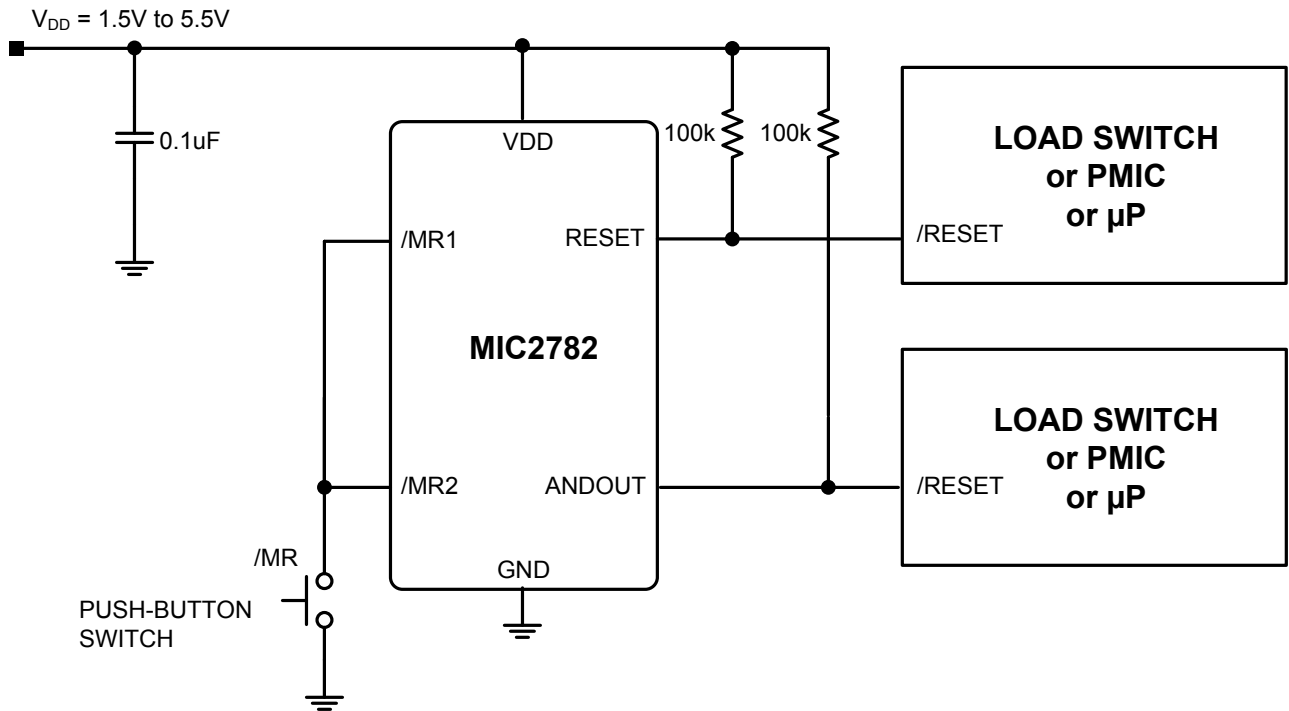 V_DD = 1.5V to 5.5V
0.1uF
VDD
100k
100k
LOAD SWITCH
or PMIC
or µP
/MR1
RESET
/RESET
MIC2782
LOAD SWITCH
or PMIC
or µP
/MR2
ANDOUT
/RESET
/MR
GND
PUSH-BUTTON
SWITCH